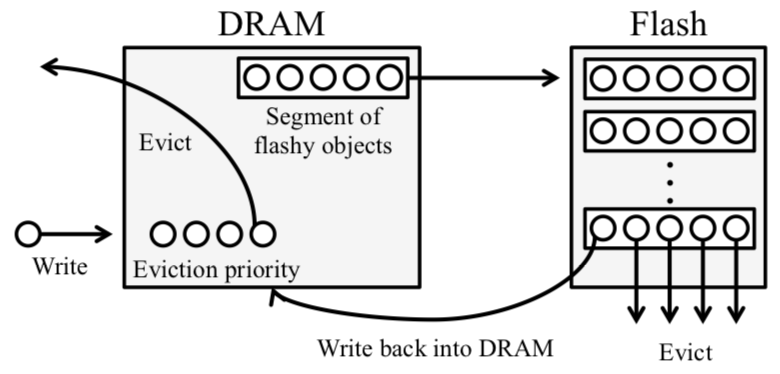 DRAM
Flash
Segment of
flashy objects
Evict
Write
Eviction priority
Write back into DRAM
Evict